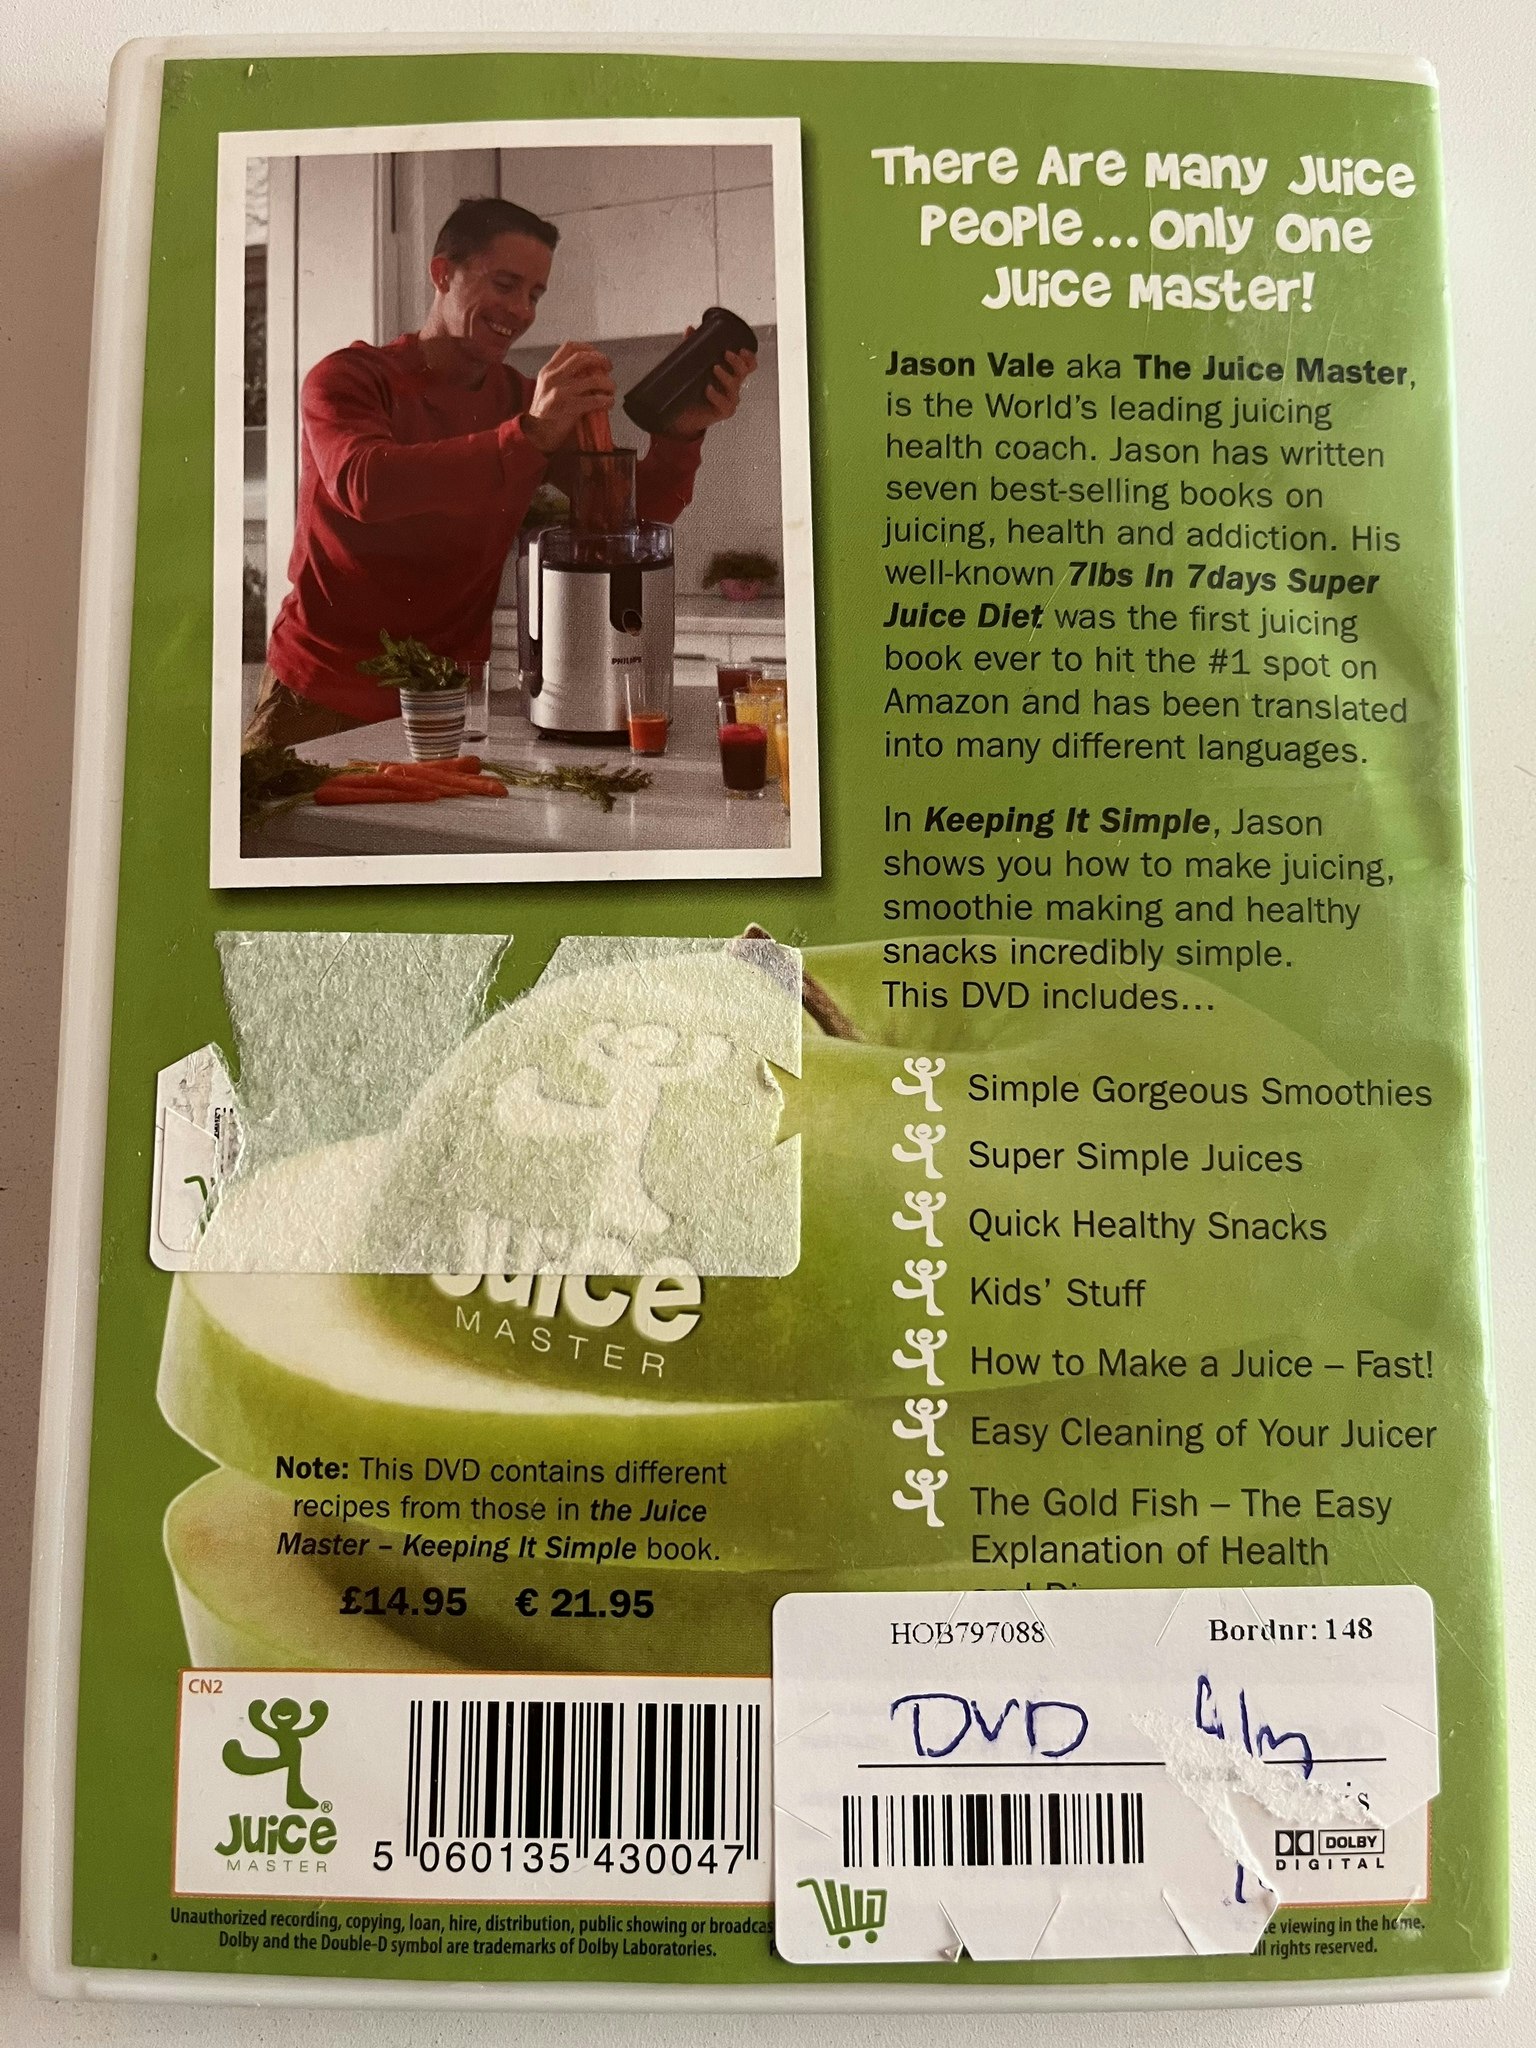 There Are Many Juice
People... Only One
Juice Master!
Jason Vale aka The Juice Master,
is the World's leading juicing
health coach. Jason has written
seven best-selling books on
juicing, health and addiction. His
well-known 7lbs In 7days Super
Juice Diet was the first juicing
book ever to hit the #1 spot on
Amazon and has been translated
into many different languages.
In Keeping It Simple, Jason
shows you how to make juicing,
smoothie making and healthy
snacks incredibly simple.
This DVD includes...
Simple Gorgeous Smoothies
Super Simple Juices
Quick Healthy Snacks
Kids' Stuff
How to Make a Juice – Fast!
Easy Cleaning of Your Juicer
The Gold Fish – The Easy
Explanation of Health
and
PHILIPS
Juice
MASTER
Note: This DVD contains different
recipes from those in the Juice
Master – Keeping It Simple book.
£14.95 € 21.95
CN2
Juice®
MASTER
5 060135 430047
HOB797088 Bordnr: 148
DVD
DOLBY
DIGITAL
Unauthorized recording, copying, loan, hire, distribution, public showing or
viewing in the home.
Dolby and the Double-D symbol are trademarks of Dolby Laboratories.
all rights reserved.